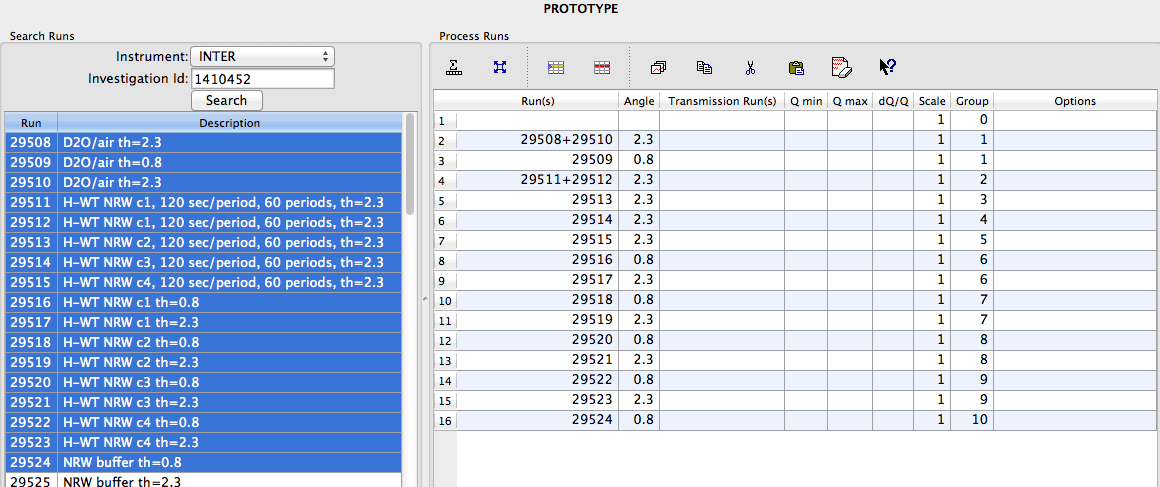 PROTOTYPE
Search Runs
Instrument: INTER
Investigation Id: 1410452
Search
Run Description
29508 D2O/air th=2.3
29509 D2O/air th=0.8
29510 D2O/air th=2.3
29511 H-WT NRW c1, 120 sec/period, 60 periods, th=2.3
29512 H-WT NRW c1, 120 sec/period, 60 periods, th=2.3
29513 H-WT NRW c2, 120 sec/period, 60 periods, th=2.3
29514 H-WT NRW c3, 120 sec/period, 60 periods, th=2.3
29515 H-WT NRW c4, 120 sec/period, 60 periods, th=2.3
29516 H-WT NRW c1 th=0.8
29517 H-WT NRW c1 th=2.3
29518 H-WT NRW c2 th=0.8
29519 H-WT NRW c2 th=2.3
29520 H-WT NRW c3 th=0.8
29521 H-WT NRW c3 th=2.3
29522 H-WT NRW c4 th=0.8
29523 H-WT NRW c4 th=2.3
29524 NRW buffer th=0.8
29525 NRW buffer th=2.3
Process Runs
Run(s) Angle Transmission Run(s) Q min Q max dQ/Q Scale Group Options
1 1 0
2 29508+29510 2.3 1 1
3 29509 0.8 1 1
4 29511+29512 2.3 1 2
5 29513 2.3 1 3
6 29514 2.3 1 4
7 29515 2.3 1 5
8 29516 0.8 1 6
9 29517 2.3 1 6
10 29518 0.8 1 7
11 29519 2.3 1 7
12 29520 0.8 1 8
13 29521 2.3 1 8
14 29522 0.8 1 9
15 29523 2.3 1 9
16 29524 0.8 1 10